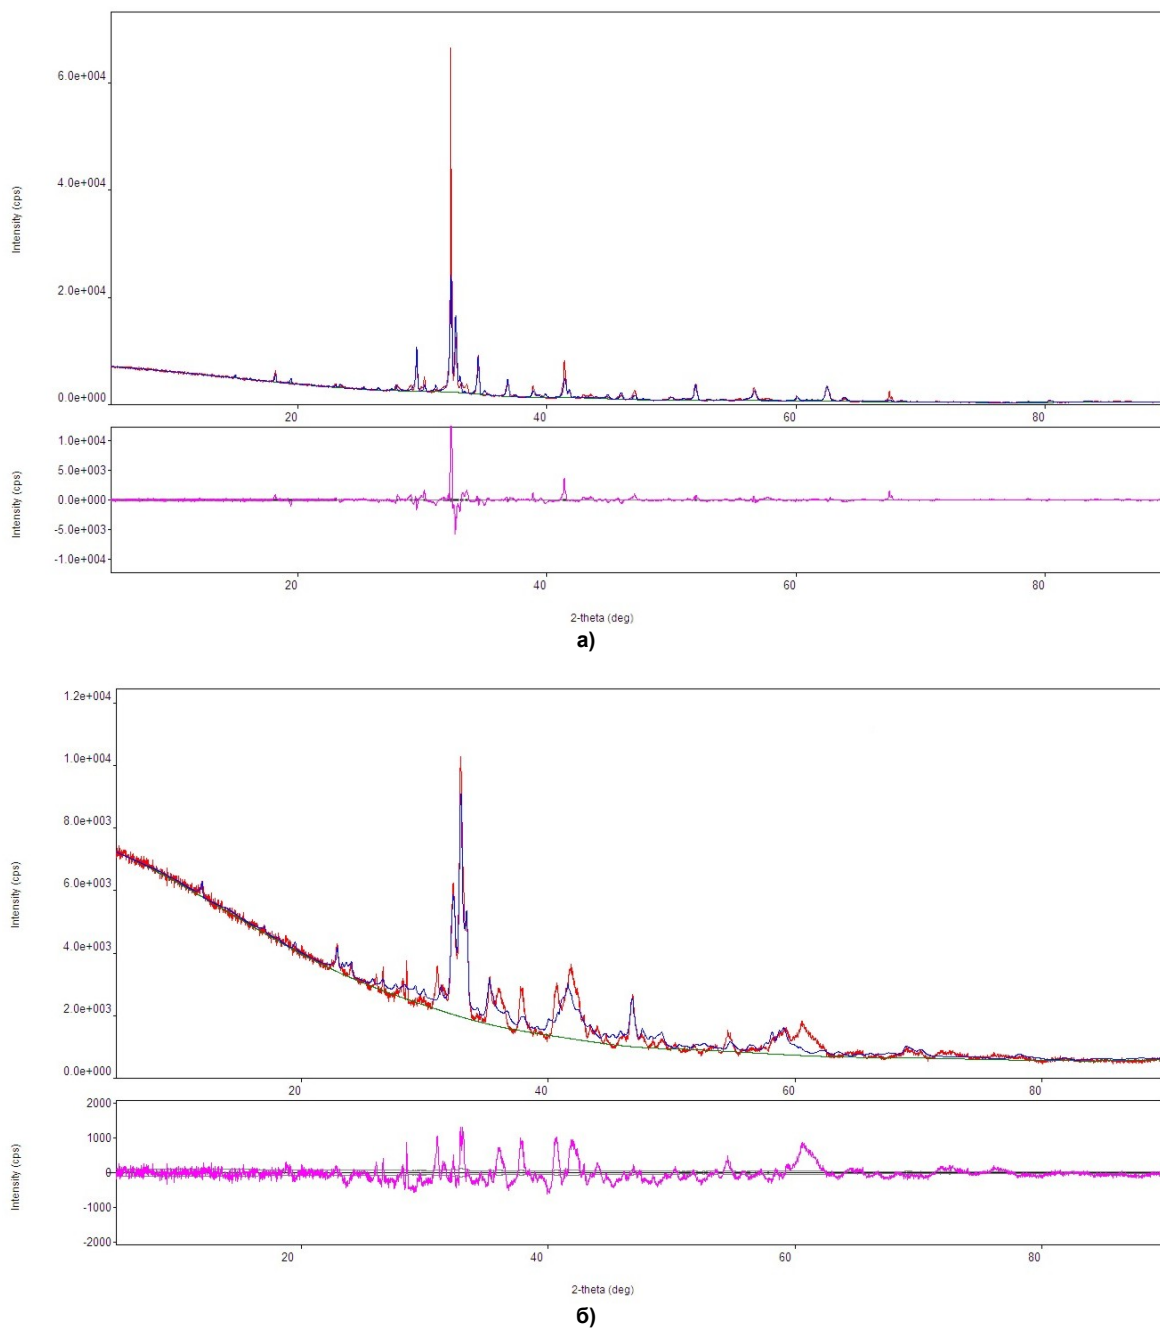 Intensity (cps)
6.0e+004
4.0e+004
2.0e+004
0.0e+000
20 40 60 80
Intensity (cps)
1.0e+004
5.0e+003
0.0e+000
-5.0e+003
-1.0e+004
20 40 60 80
2-theta (deg)
а)
Intensity (cps)
1.2e+004
1.0e+004
8.0e+003
6.0e+003
4.0e+003
2.0e+003
0.0e+000
20 40 60 80
Intensity (cps)
2000
1000
0
-1000
-2000
20 40 60 80
2-theta (deg)
б)